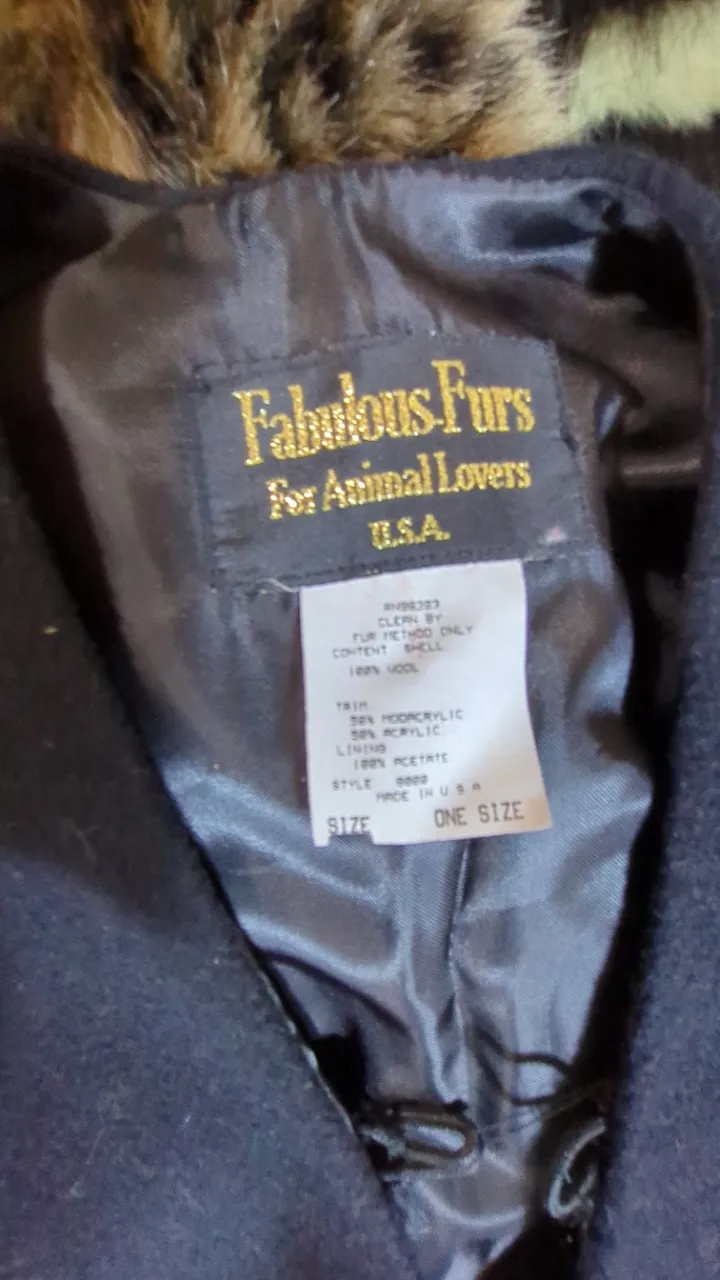 Fabulous-Furs
For Animal Lovers
U.S.A.
RN98383
CLEAN BY
FUR METHOD ONLY
CONTENT SHELL
100% WOOL
TRIM
50% MODACRYLIC
50% ACRYLIC
LINING
100% ACETATE
STYLE 8000
MADE IN U S A
SIZE ONE SIZE